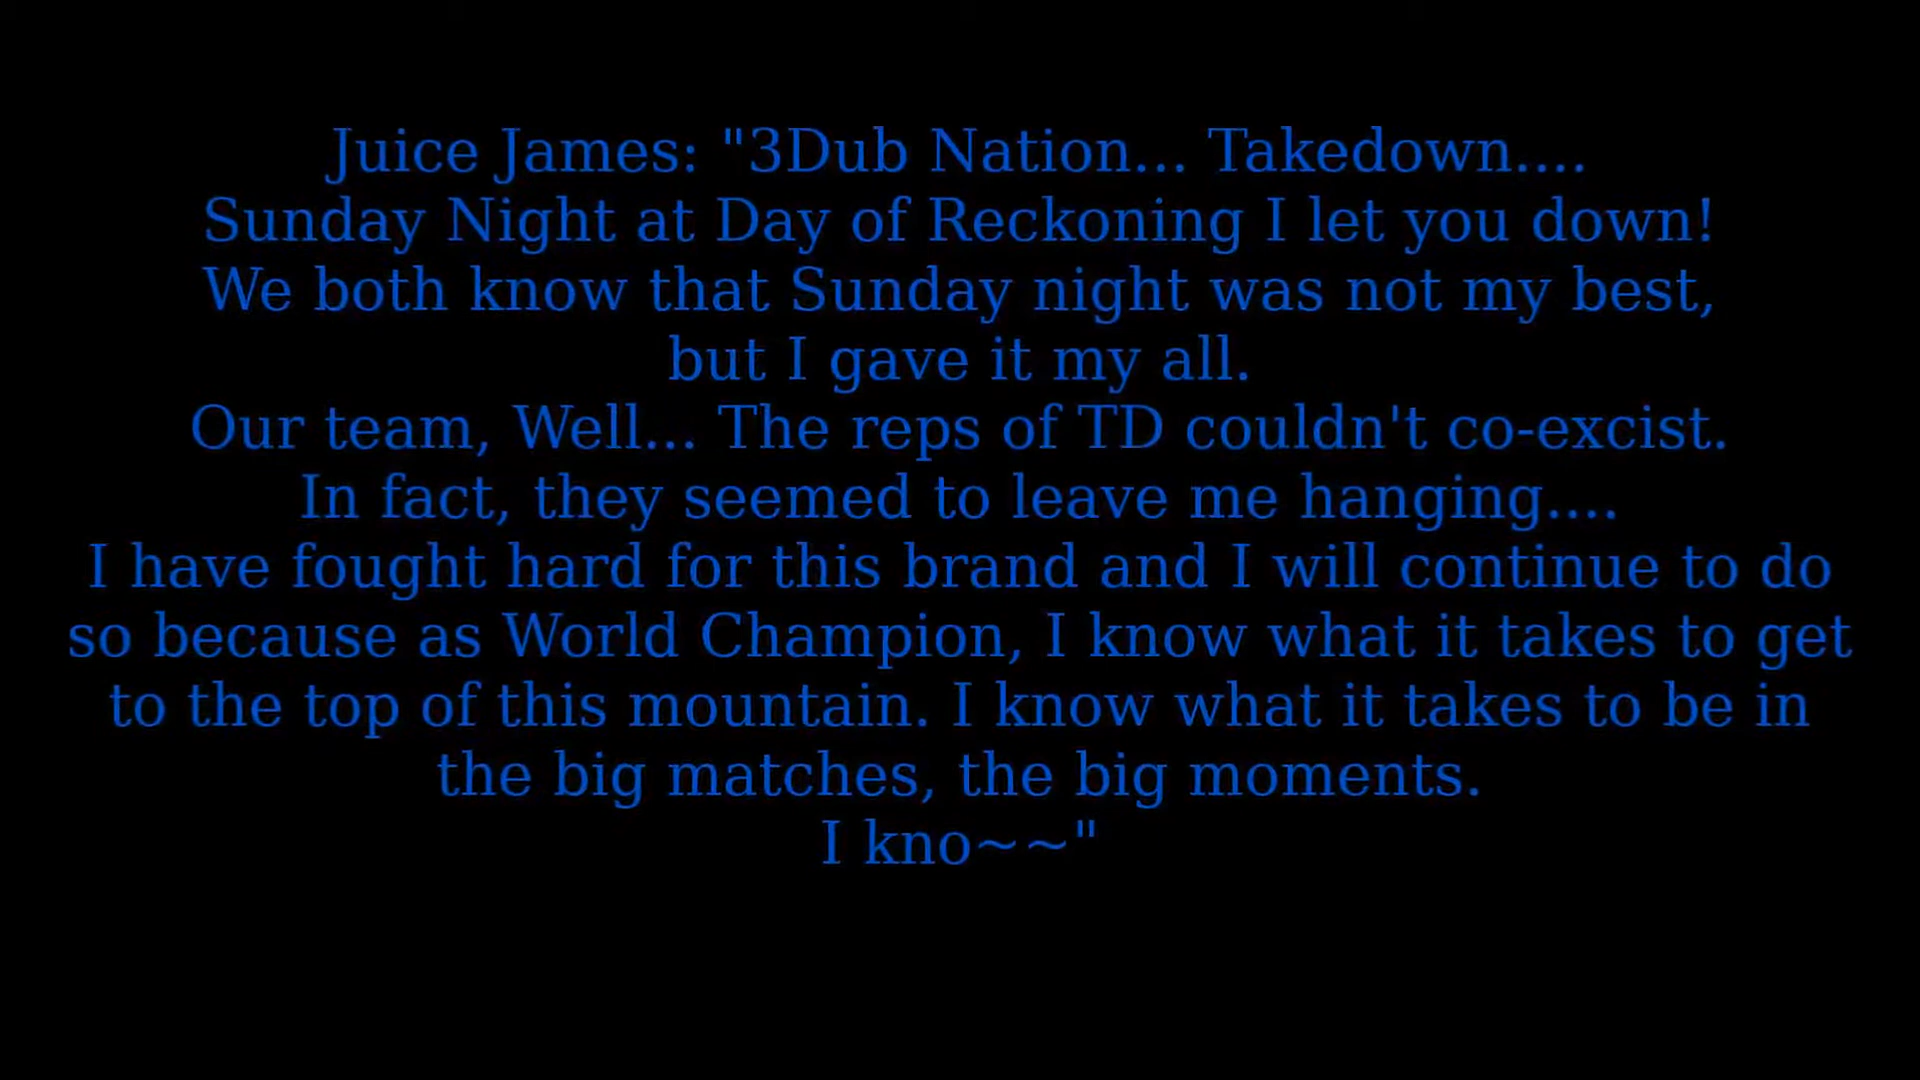 Juice James: "3Dub Nation... Takedown....
Sunday Night at Day of Reckoning I let you down!
We both know that Sunday night was not my best,
but I gave it my all.
Our team, Well... The reps of TD couldn't co-excist.
In fact, they seemed to leave me hanging....
I have fought hard for this brand and I will continue to do
so because as World Champion, I know what it takes to get
to the top of this mountain. I know what it takes to be in
the big matches, the big moments.
I kno~~"